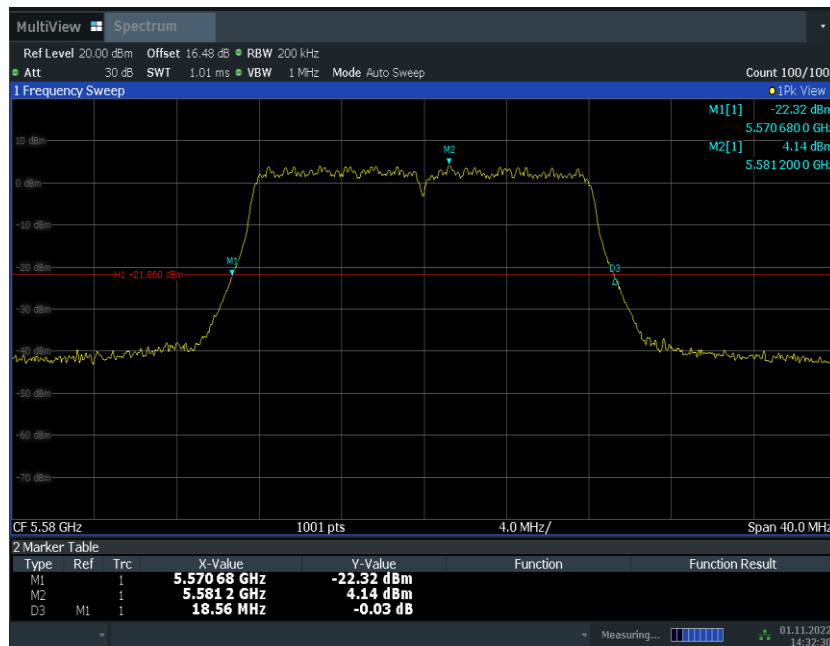 MultiView Spectrum
Ref Level 20.00 dBm Offset 16.48 dB RBW 200 kHz
Att 30 dB SWT 1.01 ms VBW 1 MHz Mode Auto Sweep Count 100/100
1 Frequency Sweep 1Pk View
M1[1] -22.32 dBm
5.570 680 0 GHz
M2[1] 4.14 dBm
5.581 200 0 GHz
10 dBm
M2
0 dBm
-10 dBm
M1
-20 dBm
D3
H1 -21.860 dBm
-30 dBm
-40 dBm
-50 dBm
-60 dBm
-70 dBm
CF 5.58 GHz 1001 pts 4.0 MHz/ Span 40.0 MHz
2 Marker Table
Type Ref Trc X-Value Y-Value Function Function Result
M1 1 5.570 68 GHz -22.32 dBm
M2 1 5.581 2 GHz 4.14 dBm
D3 M1 1 18.56 MHz -0.03 dB
Measuring... 01.11.2022
14:32:30